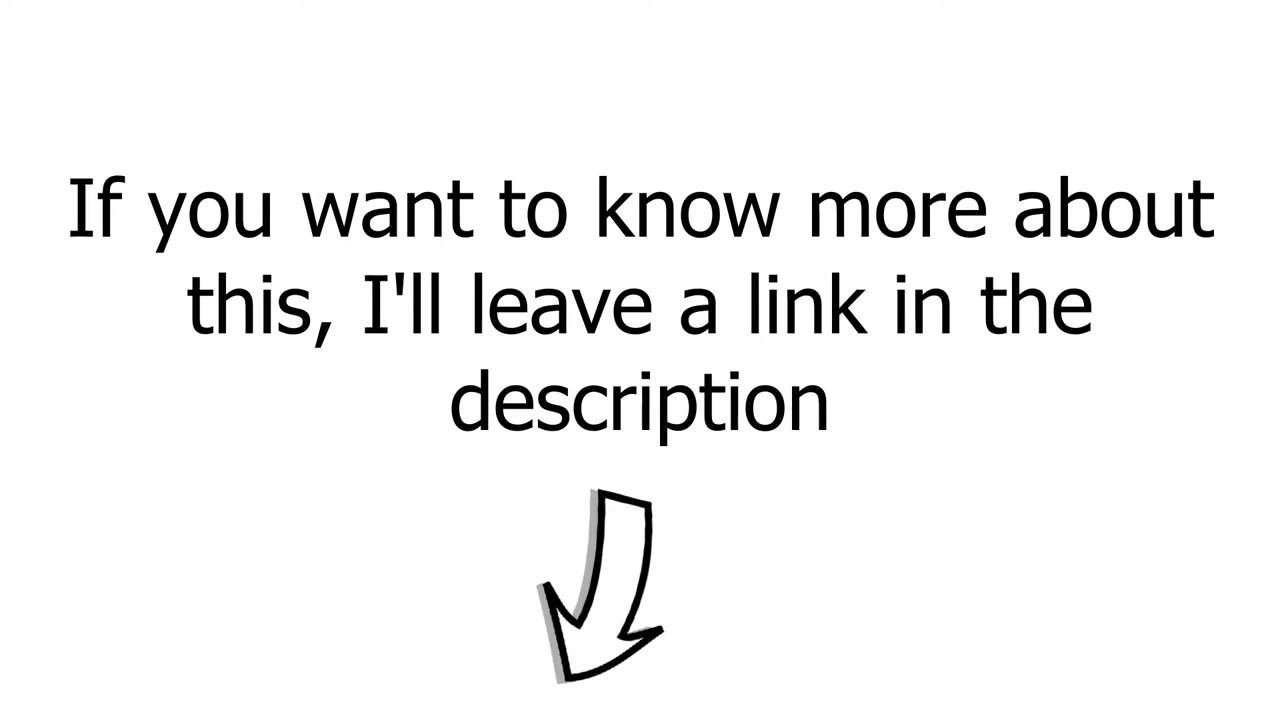 If you want to know more about
this, I'll leave a link in the
description